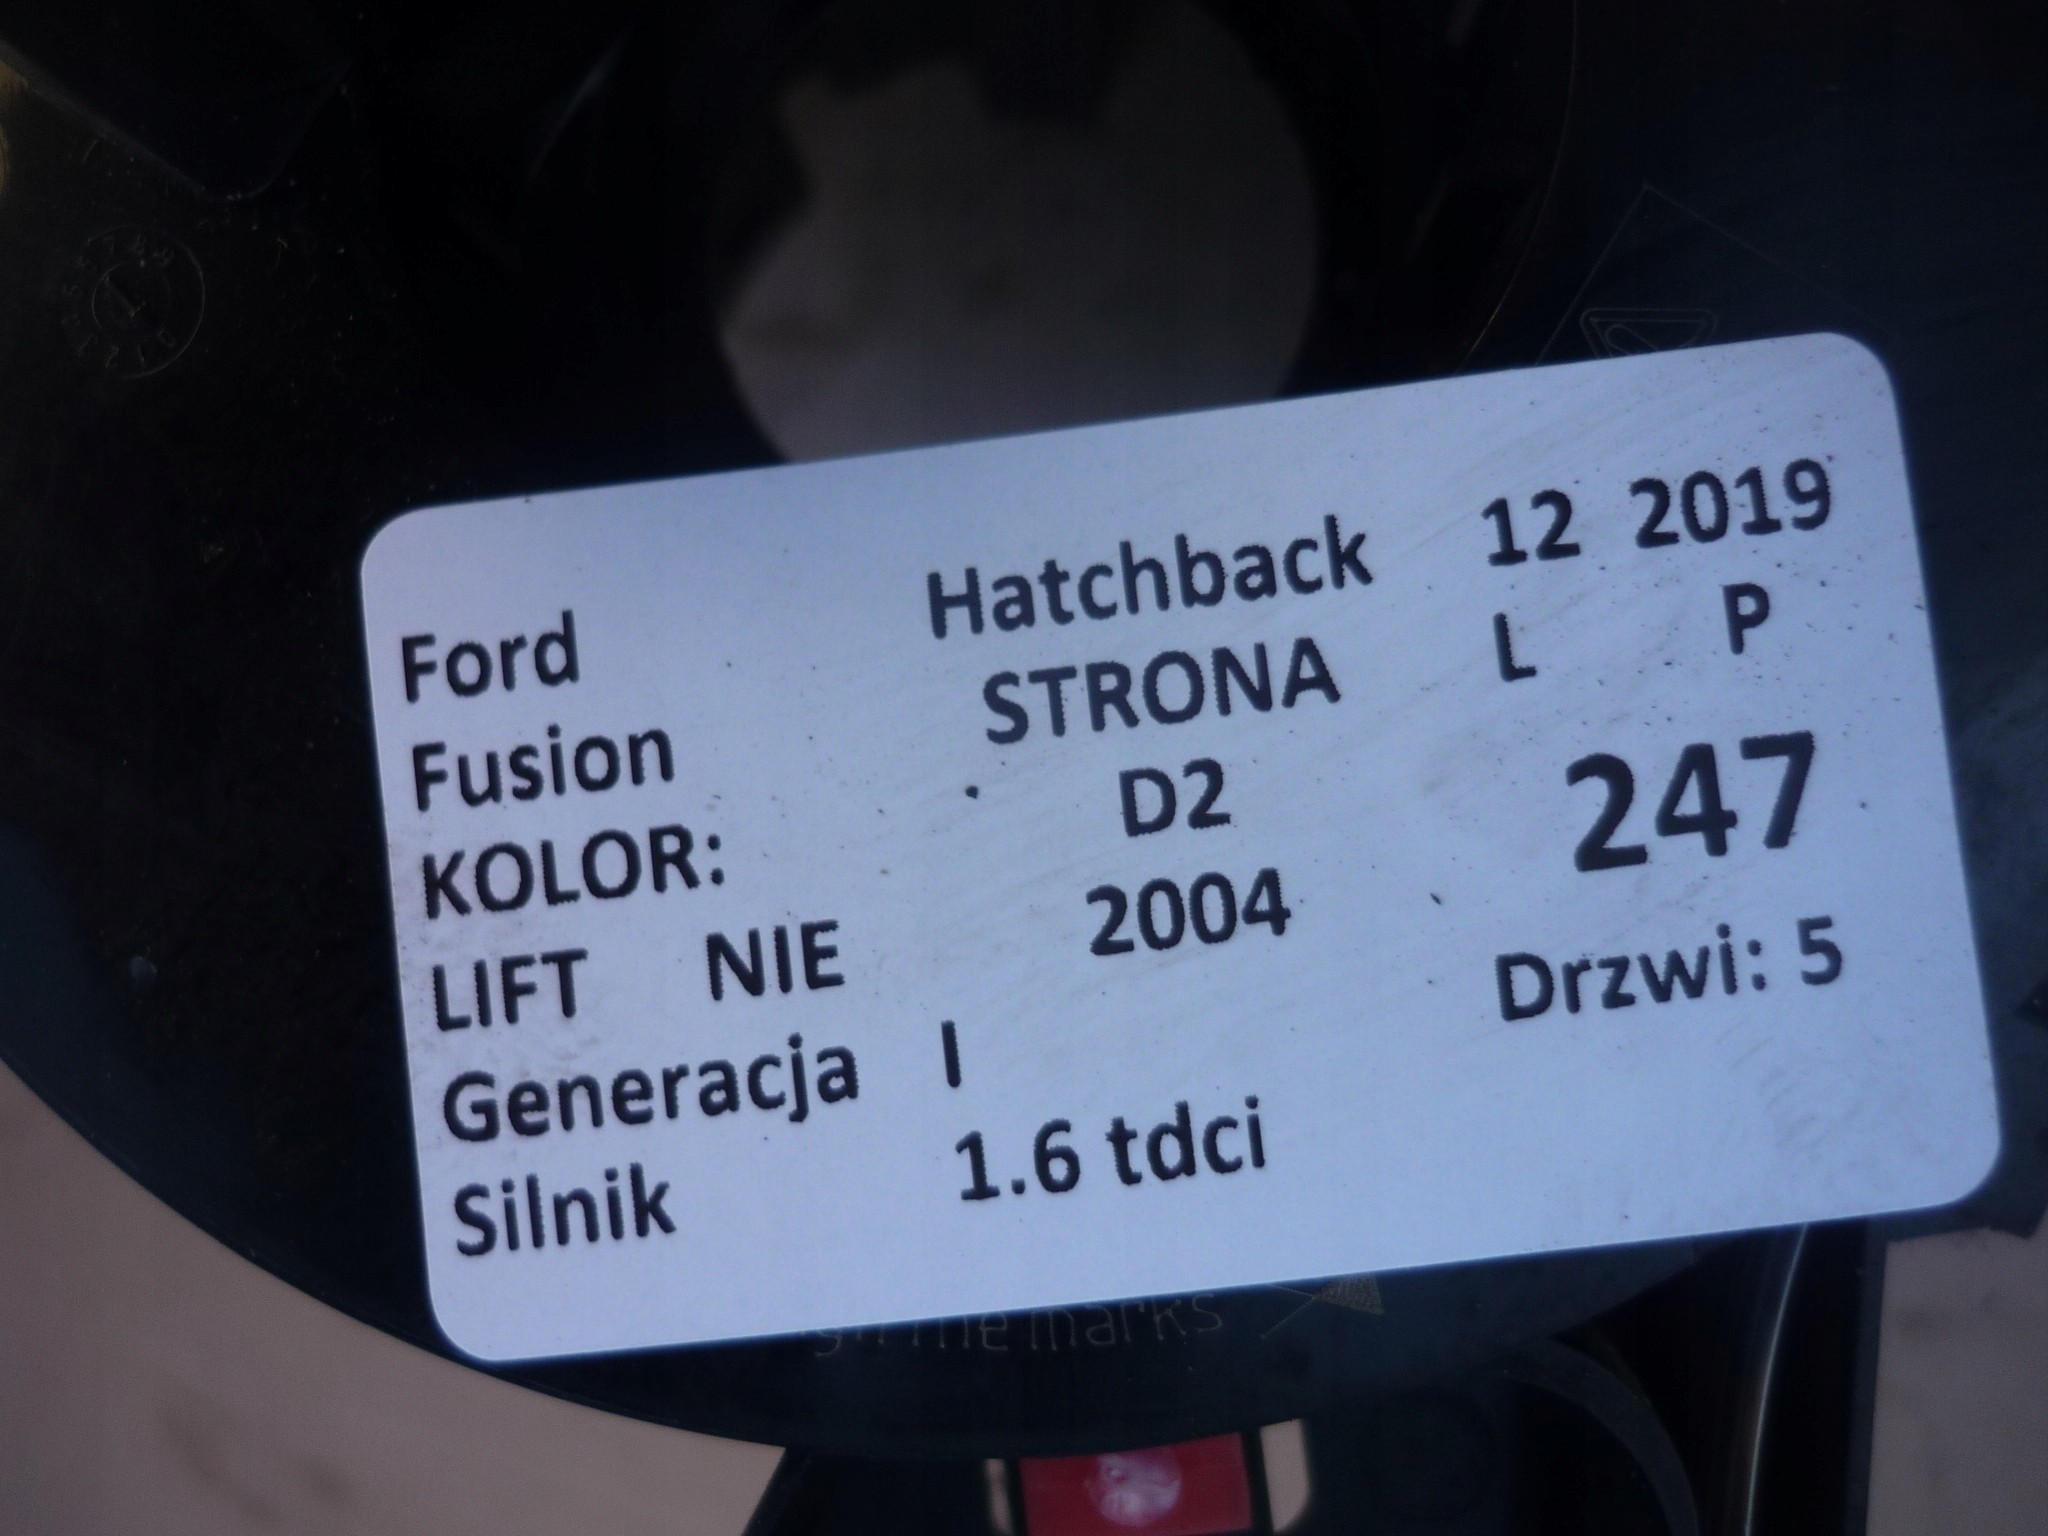 Ford Hatchback 12 2019
Fusion STRONA L P
KOLOR: D2 247
LIFT NIE 2004
Generacja I Drzwi: 5
Silnik 1.6 tdci
marks